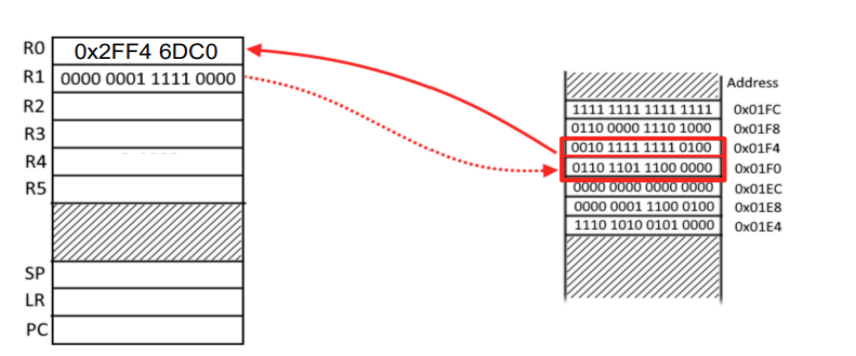 R0 0x2FF4 6DC0
R1 0000 0001 1111 0000
R2
R3
R4
R5
SP
LR
PC
Address
1111 1111 1111 1111 0x01FC
0110 0000 1110 1000 0x01F8
0010 1111 1111 0100 0x01F4
0110 1101 1100 0000 0x01F0
0000 0000 0000 0000 0x01EC
0000 0001 1100 0100 0x01E8
1110 1010 0101 0000 0x01E4